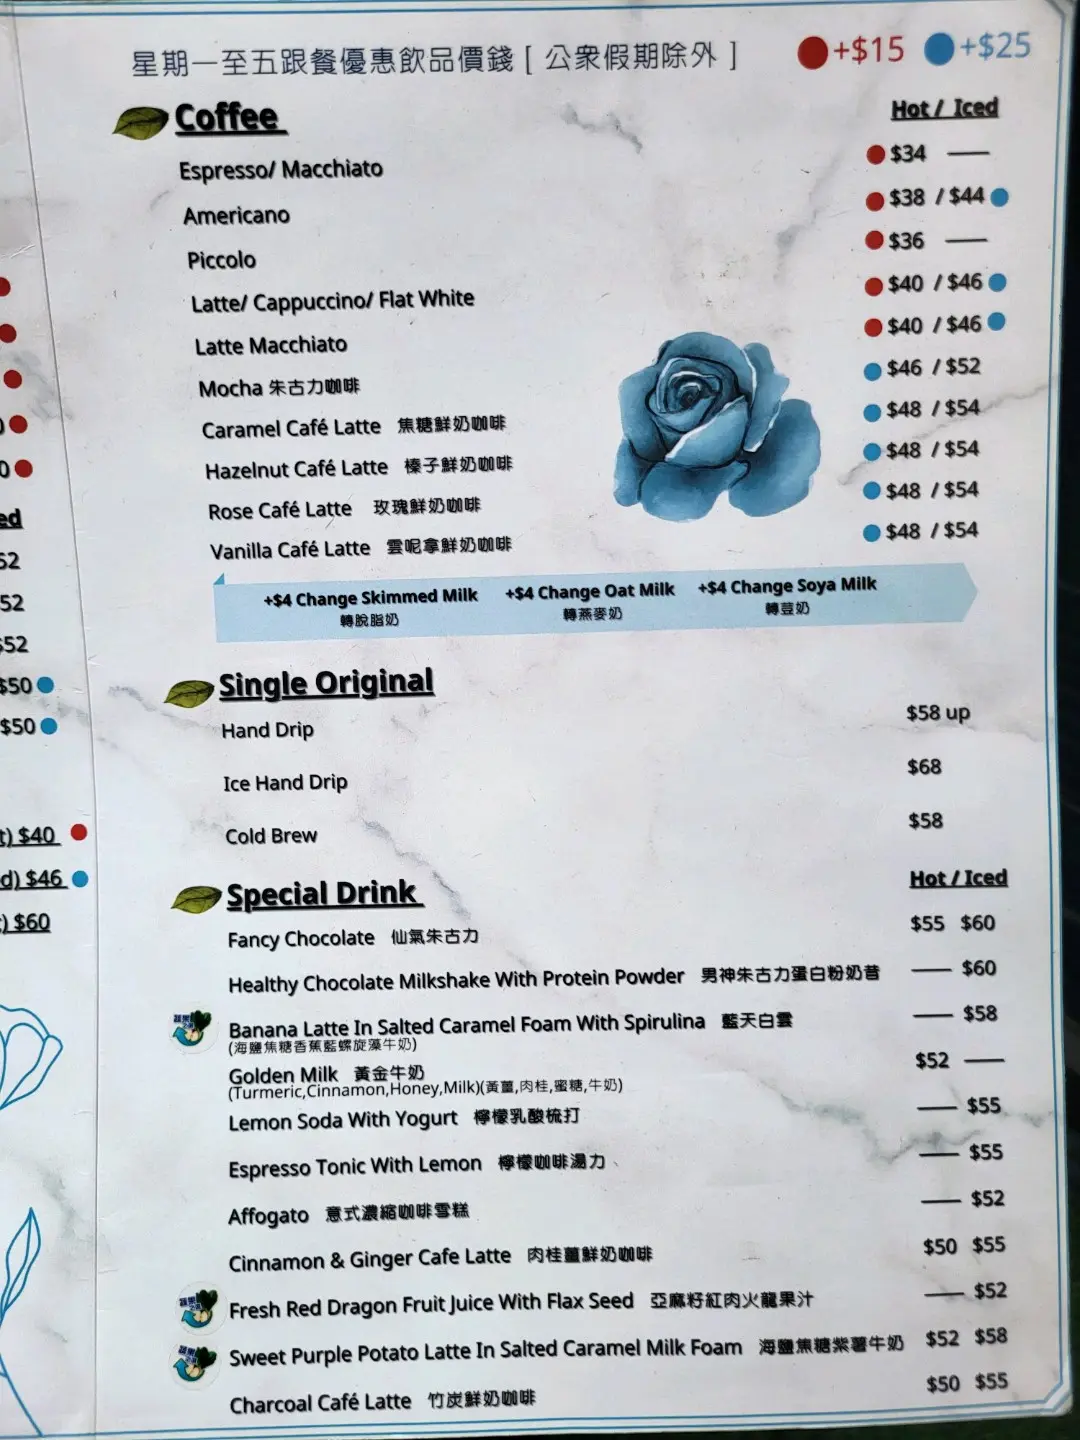 星期一至五跟餐優惠飲品價錢 [ 公眾假期除外 ] +$15 +$25
Coffee Hot / Iced
Espresso/ Macchiato $34 —
Americano $38 / $44
Piccolo $36 —
Latte/ Cappuccino/ Flat White $40 / $46
Latte Macchiato $40 / $46
Mocha 朱古力咖啡 $46 / $52
Caramel Café Latte 焦糖鮮奶咖啡 $48 / $54
Hazelnut Café Latte 榛子鮮奶咖啡 $48 / $54
Rose Café Latte 玫瑰鮮奶咖啡 $48 / $54
Vanilla Café Latte 雲呢拿鮮奶咖啡 $48 / $54
+$4 Change Skimmed Milk +$4 Change Oat Milk +$4 Change Soya Milk
轉脫脂奶 轉燕麥奶 轉荳奶
Single Original
Hand Drip $58 up
Ice Hand Drip $68
Cold Brew $58
Special Drink Hot / Iced
Fancy Chocolate 仙氣朱古力 $55 $60
Healthy Chocolate Milkshake With Protein Powder 男神朱古力蛋白粉奶昔 — $60
Banana Latte In Salted Caramel Foam With Spirulina 藍天白雲 — $58
(海鹽焦糖香蕉藍螺旋藻牛奶)
Golden Milk 黃金牛奶 $52 —
(Turmeric,Cinnamon,Honey,Milk)(黃薑,肉桂,蜜糖,牛奶)
Lemon Soda With Yogurt 檸檬乳酸梳打 — $55
Espresso Tonic With Lemon 檸檬咖啡湯力 — $55
Affogato 意式濃縮咖啡雪糕 — $52
Cinnamon & Ginger Cafe Latte 肉桂薑鮮奶咖啡 $50 $55
Fresh Red Dragon Fruit Juice With Flax Seed 亞麻籽紅肉火龍果汁 — $52
Sweet Purple Potato Latte In Salted Caramel Milk Foam 海鹽焦糖紫薯牛奶 $52 $58
Charcoal Café Latte 竹炭鮮奶咖啡 $50 $55
$52
$50
$50
$40
$46
$60